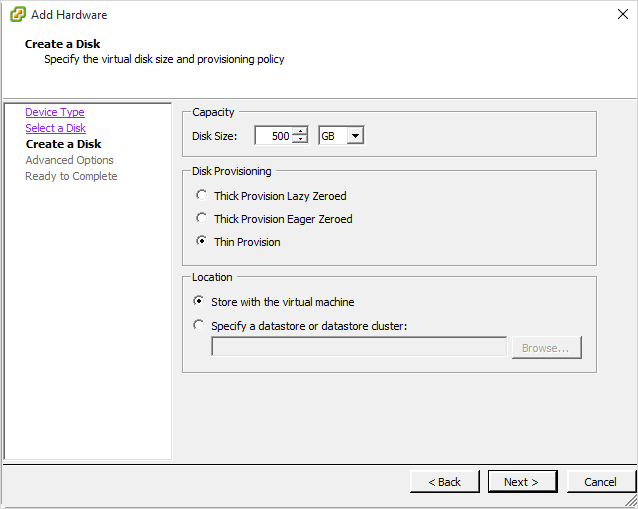 Add Hardware
Create a Disk
Specify the virtual disk size and provisioning policy
Device Type
Select a Disk
Create a Disk
Advanced Options
Ready to Complete
Capacity
Disk Size: 500 GB
Disk Provisioning
Thick Provision Lazy Zeroed
Thick Provision Eager Zeroed
Thin Provision
Location
Store with the virtual machine
Specify a datastore or datastore cluster:
Browse...
< Back Next > Cancel